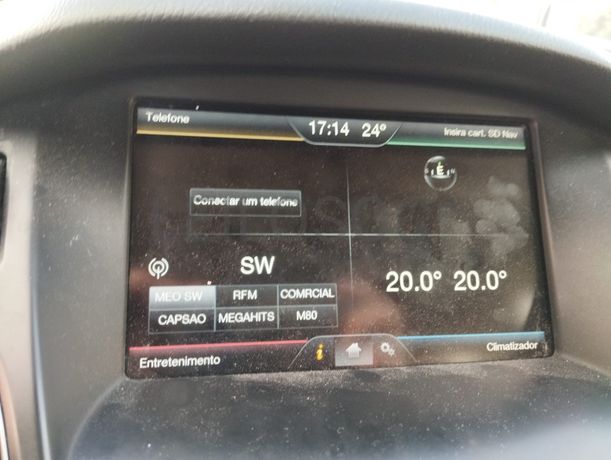 Telefone
17:14 24°
Insira cart. SD Nav
E
Conectar um telefone
SW
20.0° 20.0°
MEO SW RFM COMRCIAL
CAPSAO MEGAHITS M80
Entretenimento
i
Climatizador